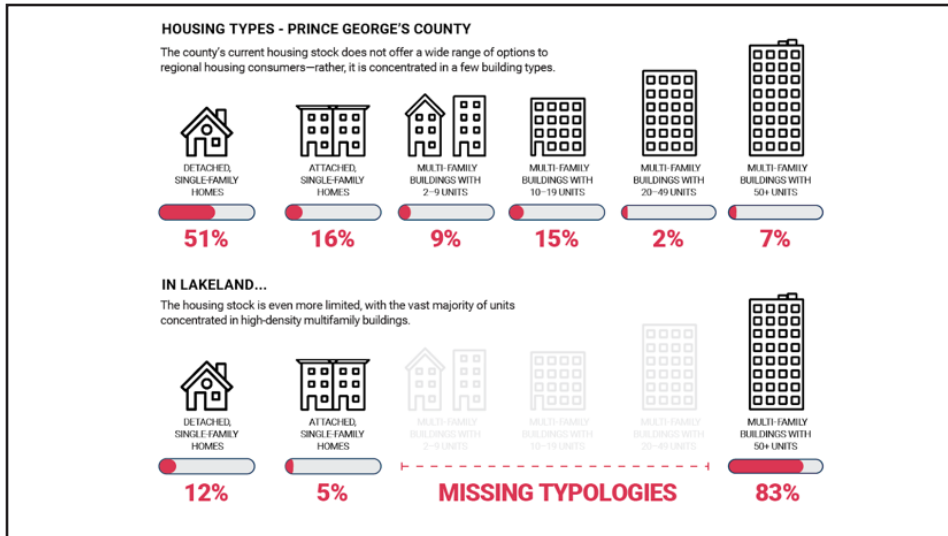 HOUSING TYPES - PRINCE GEORGE'S COUNTY
The county's current housing stock does not offer a wide range of options to
regional housing consumers—rather, it is concentrated in a few building types.
DETACHED,
SINGLE-FAMILY
HOMES
51%
ATTACHED,
SINGLE-FAMILY
HOMES
16%
MULTI-FAMILY
BUILDINGS WITH
2–9 UNITS
9%
MULTI-FAMILY
BUILDINGS WITH
10–19 UNITS
15%
MULTI-FAMILY
BUILDINGS WITH
20–49 UNITS
2%
MULTI-FAMILY
BUILDINGS WITH
50+ UNITS
7%
IN LAKELAND...
The housing stock is even more limited, with the vast majority of units
concentrated in high-density multifamily buildings.
DETACHED,
SINGLE-FAMILY
HOMES
12%
ATTACHED,
SINGLE-FAMILY
HOMES
5%
MULTI-FAMILY
BUILDINGS WITH
2–9 UNITS
MULTI-FAMILY
BUILDINGS WITH
10–19 UNITS
MULTI-FAMILY
BUILDINGS WITH
20–49 UNITS
MISSING TYPOLOGIES
MULTI-FAMILY
BUILDINGS WITH
50+ UNITS
83%